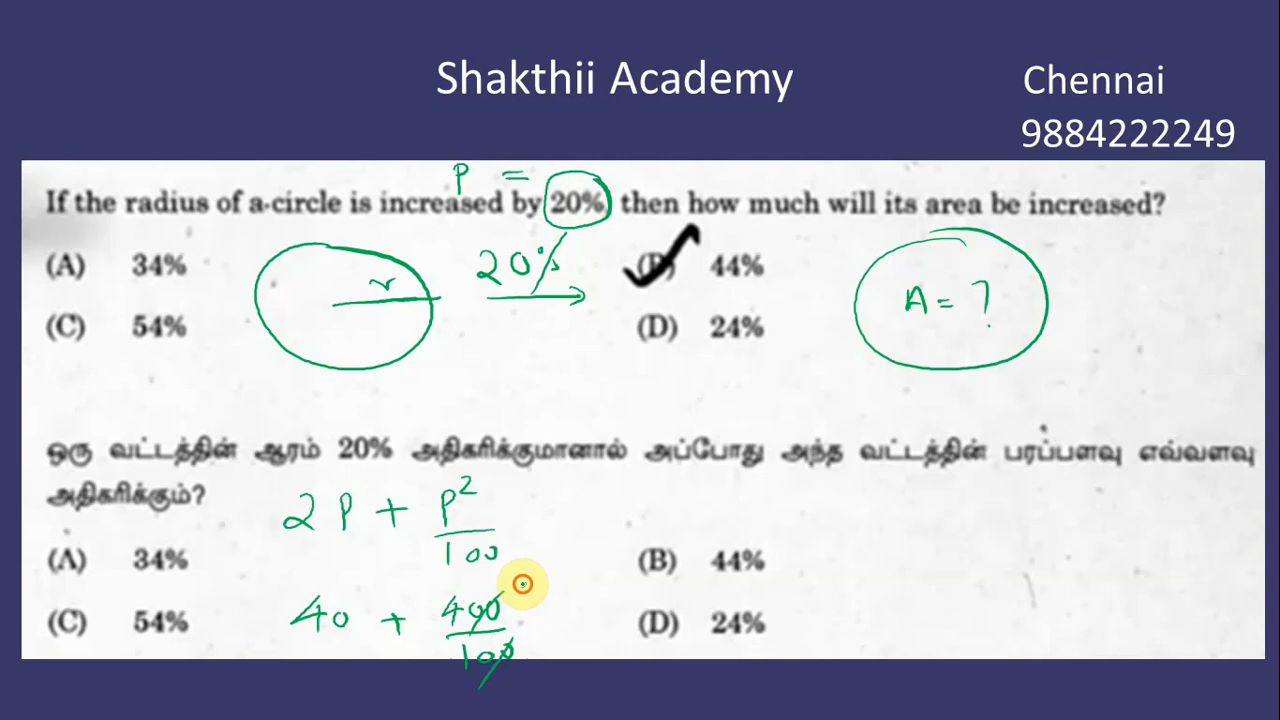 Shakthii Academy
Chennai
9884222249
P =
If the radius of a circle is increased by 20%, then how much will its area be increased?
(A) 34% r 20% (B) 44% A = ?
(C) 54% (D) 24%
ஒரு வட்டத்தின் ஆரம் 20% அதிகரிக்குமானால் அப்போது அந்த வட்டத்தின் பரப்பளவு எவ்வளவு
அதிகரிக்கும்?
2P + P²/100
(A) 34% (B) 44%
40 + 400/100
(C) 54% (D) 24%